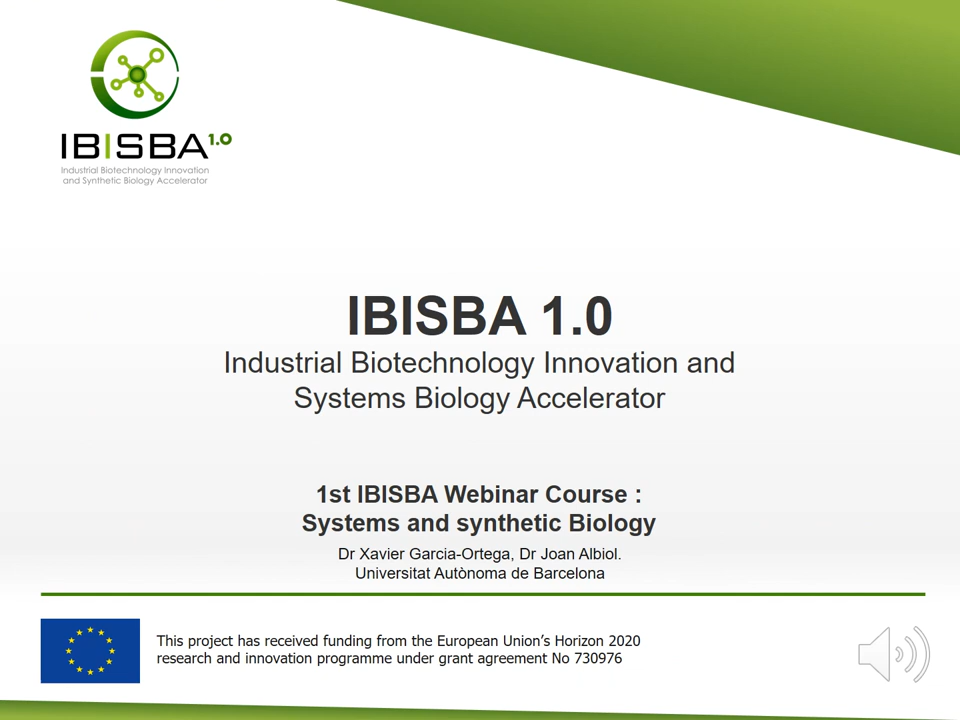 IBISBA 1.0
Industrial Biotechnology Innovation
and Synthetic Biology Accelerator
IBISBA 1.0
Industrial Biotechnology Innovation and
Systems Biology Accelerator
1st IBISBA Webinar Course :
Systems and synthetic Biology
Dr Xavier Garcia-Ortega, Dr Joan Albiol.
Universitat Autònoma de Barcelona
This project has received funding from the European Union’s Horizon 2020
research and innovation programme under grant agreement No 730976